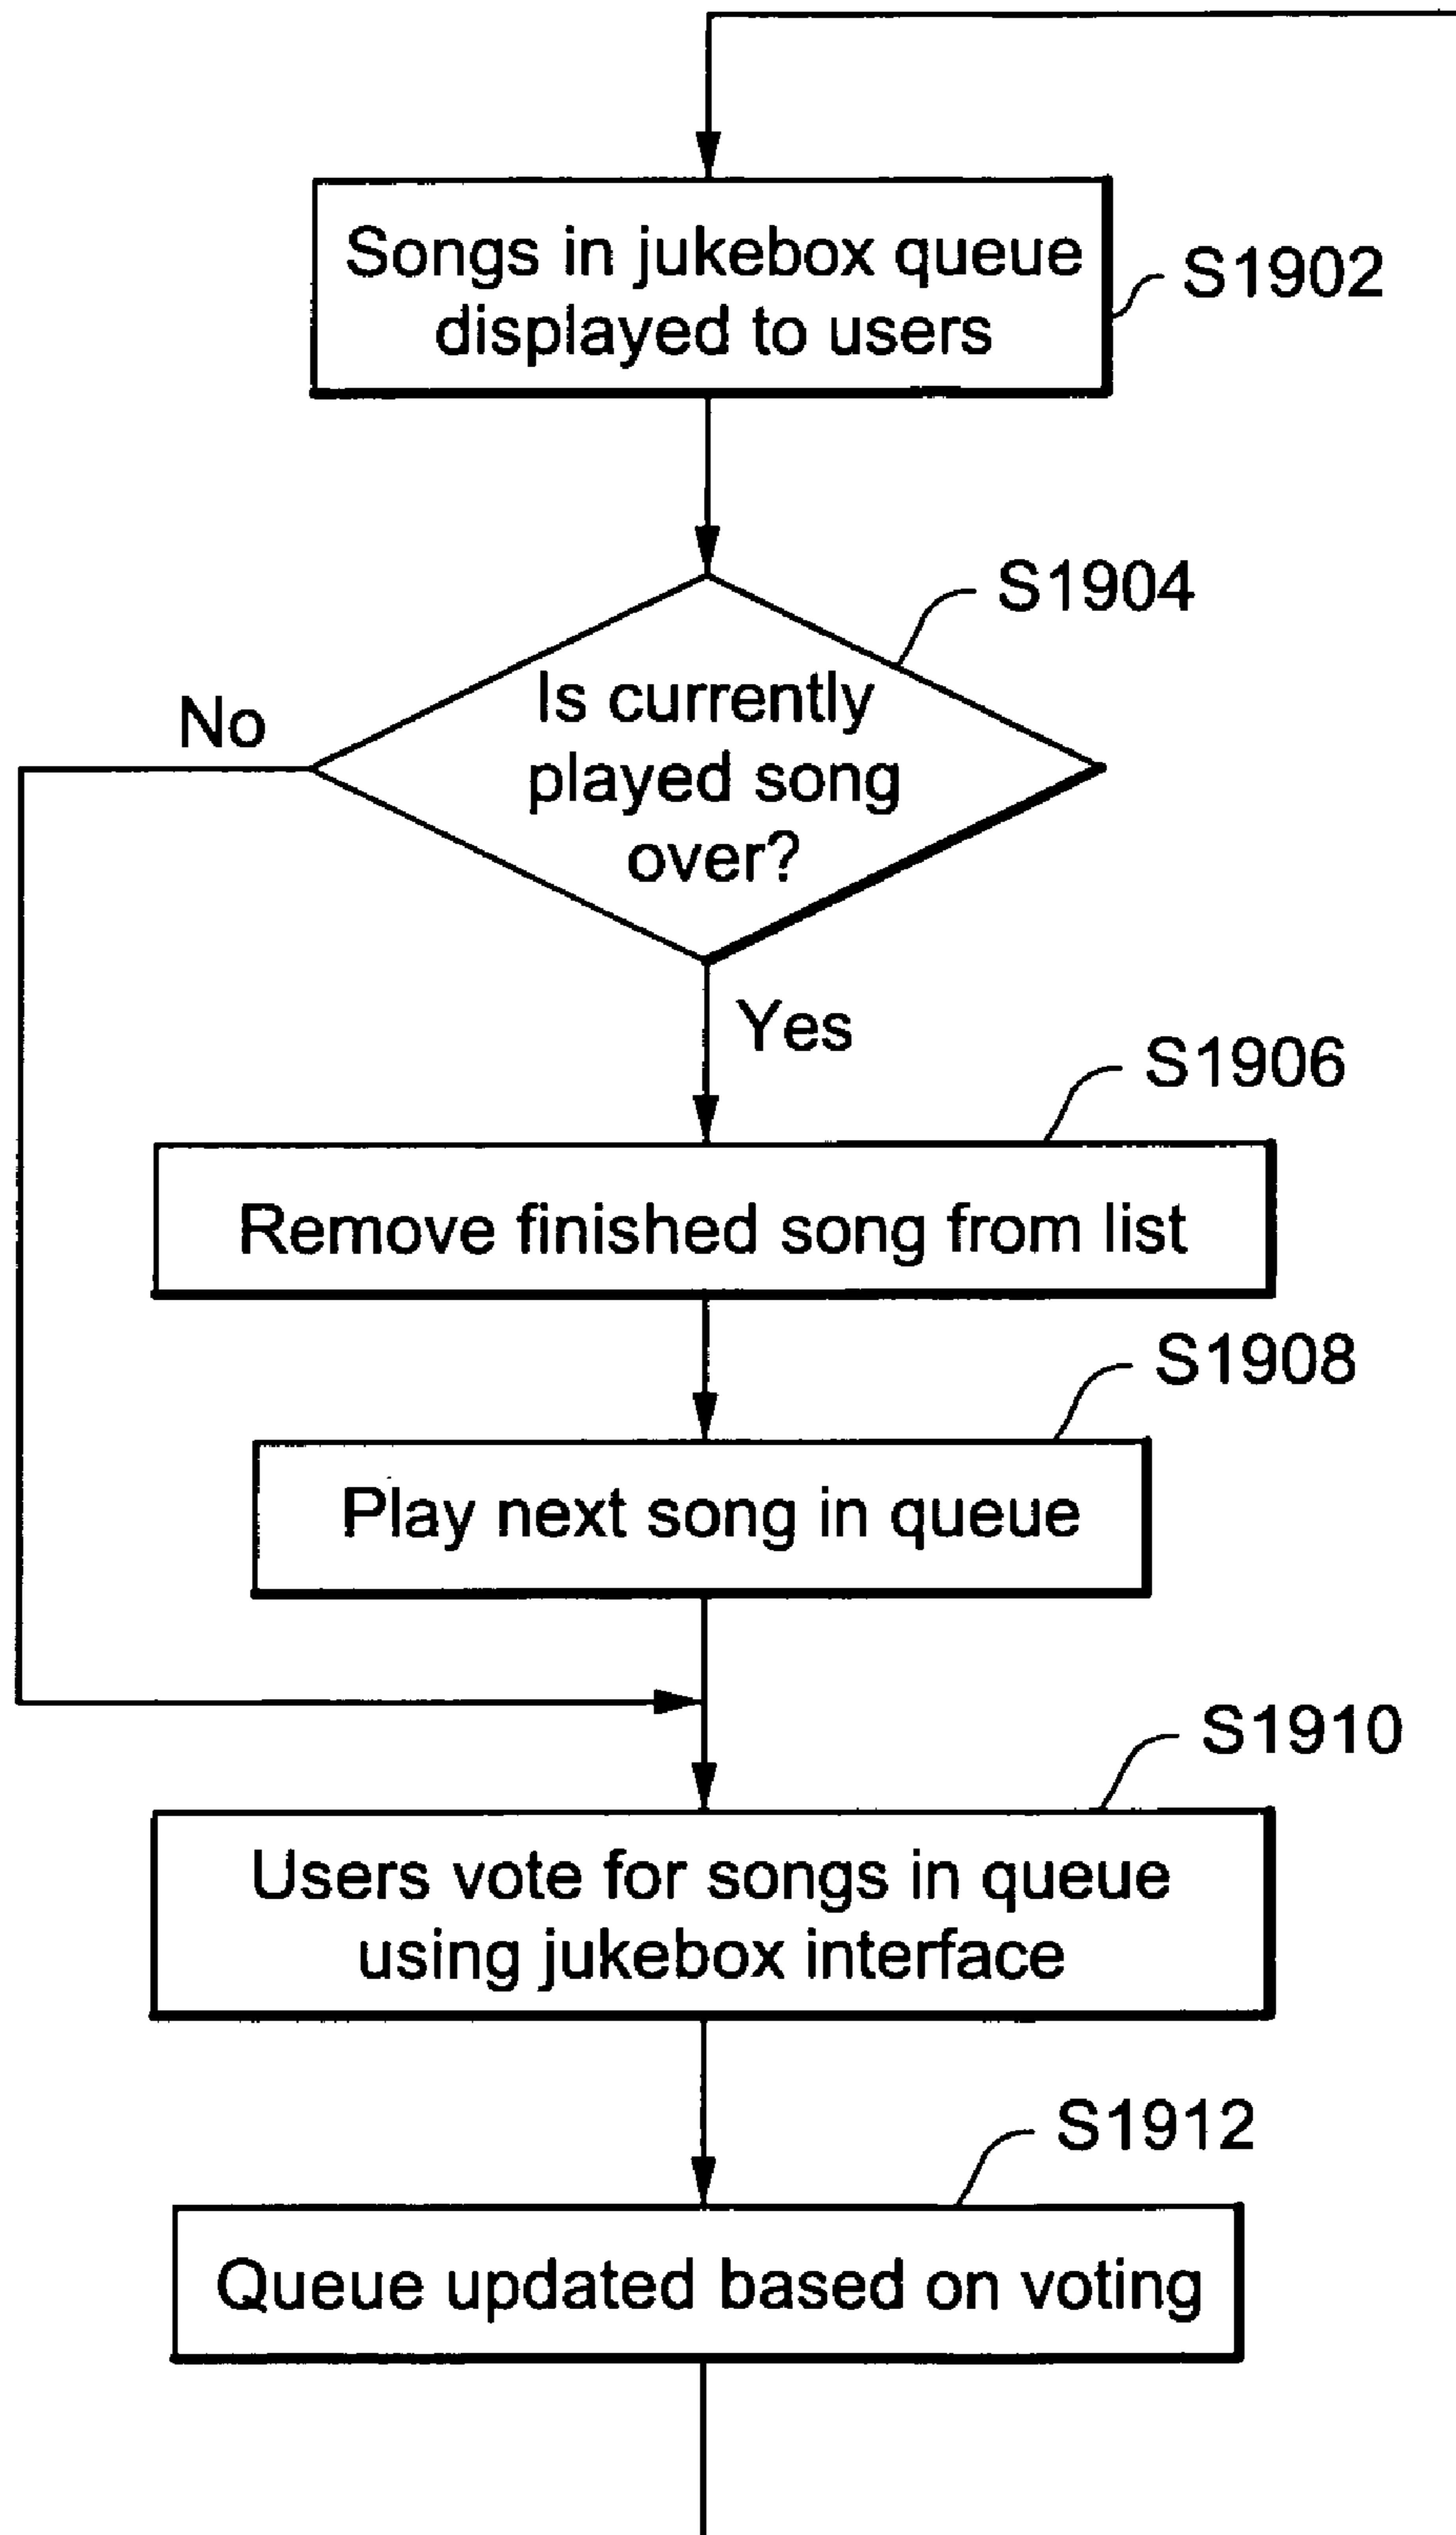 Songs in jukebox queue
displayed to users
S1902
S1904
Is currently
played song
over?
No
Yes
S1906
Remove finished song from list
S1908
Play next song in queue
S1910
Users vote for songs in queue
using jukebox interface
S1912
Queue updated based on voting